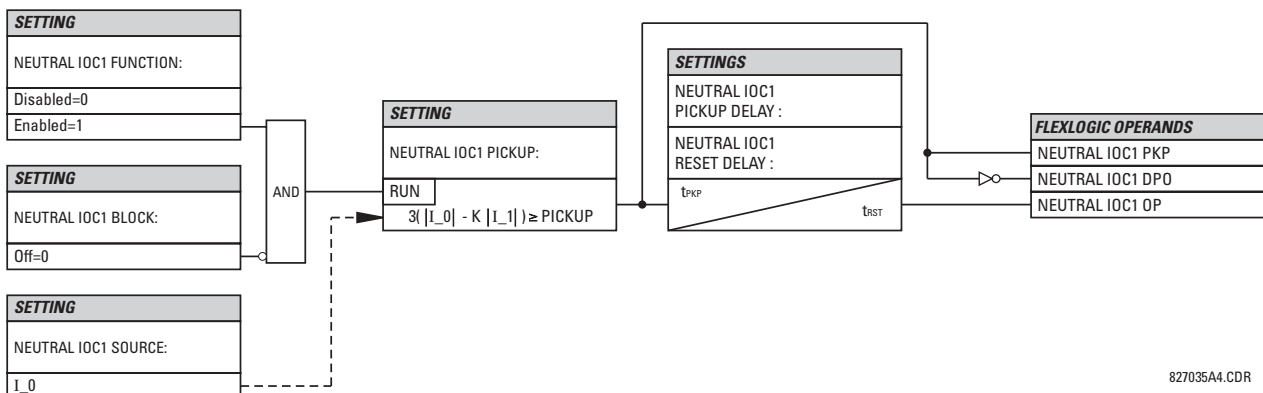 SETTING
NEUTRAL IOC1 FUNCTION:
Disabled=0
Enabled=1
SETTING
NEUTRAL IOC1 BLOCK:
Off=0
SETTING
NEUTRAL IOC1 SOURCE:
I_0
AND
SETTING
NEUTRAL IOC1 PICKUP:
RUN
3( |I_0| - K |I_1| ) ≥ PICKUP
SETTINGS
NEUTRAL IOC1
PICKUP DELAY :
NEUTRAL IOC1
RESET DELAY :
tPKP
tRST
FLEXLOGIC OPERANDS
NEUTRAL IOC1 PKP
NEUTRAL IOC1 DPO
NEUTRAL IOC1 OP
827035A4.CDR